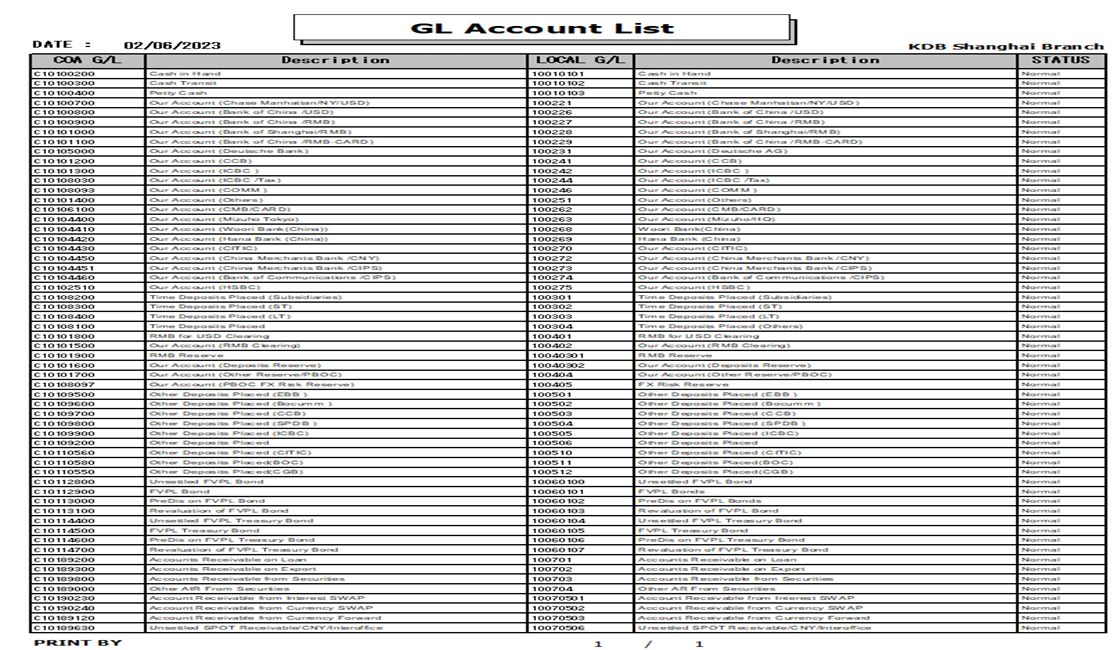 GL Account List
DATE : 02/06/2023
KDB Shanghai Branch
COA G/L Description LOCAL G/L Description STATUS
C10100200 Cash in Hand 10010101 Cash in Hand Normal
C10100300 Cash Transit 10010102 Cash Transit Normal
C10100400 Petty Cash 10010103 Petty Cash Normal
C10100700 Our Account (Chase Manhattan/NY/USD) 100221 Our Account (Chase Manhattan/NY/USD) Normal
C10100800 Our Account (Bank of China /USD) 100226 Our Account (Bank of China /USD) Normal
C10100900 Our Account (Bank of China /RMB) 100227 Our Account (Bank of China /RMB) Normal
C10101000 Our Account (Bank of Shanghai/RMB) 100228 Our Account (Bank of Shanghai/RMB) Normal
C10101100 Our Account (Bank of China /RMB-CARD) 100229 Our Account (Bank of China /RMB-CARD) Normal
C10105000 Our Account (Deutsche Bank) 100231 Our Account (Deutsche AG) Normal
C10101200 Our Account (CCB) 100241 Our Account (CCB) Normal
C10101300 Our Account (ICBC ) 100242 Our Account (ICBC ) Normal
C10108030 Our Account (ICBC /Tax) 100244 Our Account (ICBC /Tax) Normal
C10108093 Our Account (COMM ) 100246 Our Account (COMM ) Normal
C10101400 Our Account (Others) 100251 Our Account (Others) Normal
C10106100 Our Account (CMB/CARD) 100262 Our Account (CMB/CARD) Normal
C10104400 Our Account (Mizuho Tokyo) 100263 Our Account (Mizuho/HQ) Normal
C10104410 Our Account (Woori Bank(China)) 100268 Woori Bank(China) Normal
C10104420 Our Account (Hana Bank (China)) 100269 Hana Bank (China) Normal
C10104430 Our Account (CITIC) 100270 Our Account (CITIC) Normal
C10104450 Our Account (China Merchants Bank /CNY) 100272 Our Account (China Merchants Bank /CNY) Normal
C10104451 Our Account (China Merchants Bank /CIPS) 100273 Our Account (China Merchants Bank /CIPS) Normal
C10104460 Our Account (Bank of Communications /CIPS) 100274 Our Account (Bank of Communications /CIPS) Normal
C10102510 Our Account (HSBC) 100275 Our Account (HSBC ) Normal
C10108200 Time Deposits Placed (Subsidiaries) 100301 Time Deposits Placed (Subsidiaries) Normal
C10108300 Time Deposits Placed (ST) 100302 Time Deposits Placed (ST) Normal
C10108400 Time Deposits Placed (LT) 100303 Time Deposits Placed (LT) Normal
C10108100 Time Deposits Placed 100304 Time Deposits Placed (Others) Normal
C10101800 RMB for USD Clearing 100401 RMB for USD Clearing Normal
C10101500 Our Account (RMB Clearing) 100402 Our Account (RMB Clearing) Normal
C10101900 RMB Reserve 10040301 RMB Reserve Normal
C10101600 Our Account (Deposits Reserve) 10040302 Our Account (Deposits Reserve) Normal
C10101700 Our Account (Other Reserve/PBOC) 100404 Our Account (Other Reserve/PBOC) Normal
C10108097 Our Account (PBOC FX Risk Reserve) 100405 FX Risk Reserve Normal
C10109500 Other Deposits Placed (EBB ) 100501 Other Deposits Placed (EBB ) Normal
C10109600 Other Deposits Placed (Bocumm ) 100502 Other Deposits Placed (Bocumm ) Normal
C10109700 Other Deposits Placed (CCB) 100503 Other Deposits Placed (CCB) Normal
C10109800 Other Deposits Placed (SPDB ) 100504 Other Deposits Placed (SPDB ) Normal
C10109900 Other Deposits Placed (ICBC) 100505 Other Deposits Placed (ICBC) Normal
C10109200 Other Deposits Placed 100506 Other Deposits Placed Normal
C10110560 Other Deposits Placed (CITIC) 100510 Other Deposits Placed (CITIC) Normal
C10110580 Other Deposits Placed(BOC) 100511 Other Deposits Placed(BOC) Normal
C10110550 Other Deposits Placed(CGB) 100512 Other Deposits Placed(CGB) Normal
C10112800 Unsettled FVPL Bond 10060100 Unsettled FVPL Bond Normal
C10112900 FVPL Bond 10060101 FVPL Bonds Normal
C10113000 PreDis on FVPL Bond 10060102 PreDis on FVPL Bonds Normal
C10113100 Revaluation of FVPL Bond 10060103 Revaluation of FVPL Bond Normal
C10114400 Unsettled FVPL Treasury Bond 10060104 Unsettled FVPL Treasury Bond Normal
C10114500 FVPL Treasury Bond 10060105 FVPL Treasury Bond Normal
C10114600 PreDis on FVPL Treasury Bond 10060106 PreDis on FVPL Treasury Bond Normal
C10114700 Revaluation of FVPL Treasury Bond 10060107 Revaluation of FVPL Treasury Bond Normal
C10189200 Accounts Receivable on Loan 100701 Accounts Receivable on Loan Normal
C10189300 Accounts Receivable on Export 100702 Accounts Receivable on Export Normal
C10189800 Accounts Receivable from Securities 100703 Accounts Receivable from Securities Normal
C10189000 Other A/R From Securities 100704 Other AR From Securities Normal
C10190230 Account Receivable from Interest SWAP 10070501 Account Receivable from Interest SWAP Normal
C10190240 Account Receivable from Currency SWAP 10070502 Account Receivable from Currency SWAP Normal
C10189120 Account Receivable from Currency Forward 10070503 Account Receivable from Currency Forward Normal
C10189630 Unsettled SPOT Receivable/CNY/Interoffice 10070506 Unsettled SPOT Receivable/CNY/Interoffice Normal
PRINT BY 1 / 1